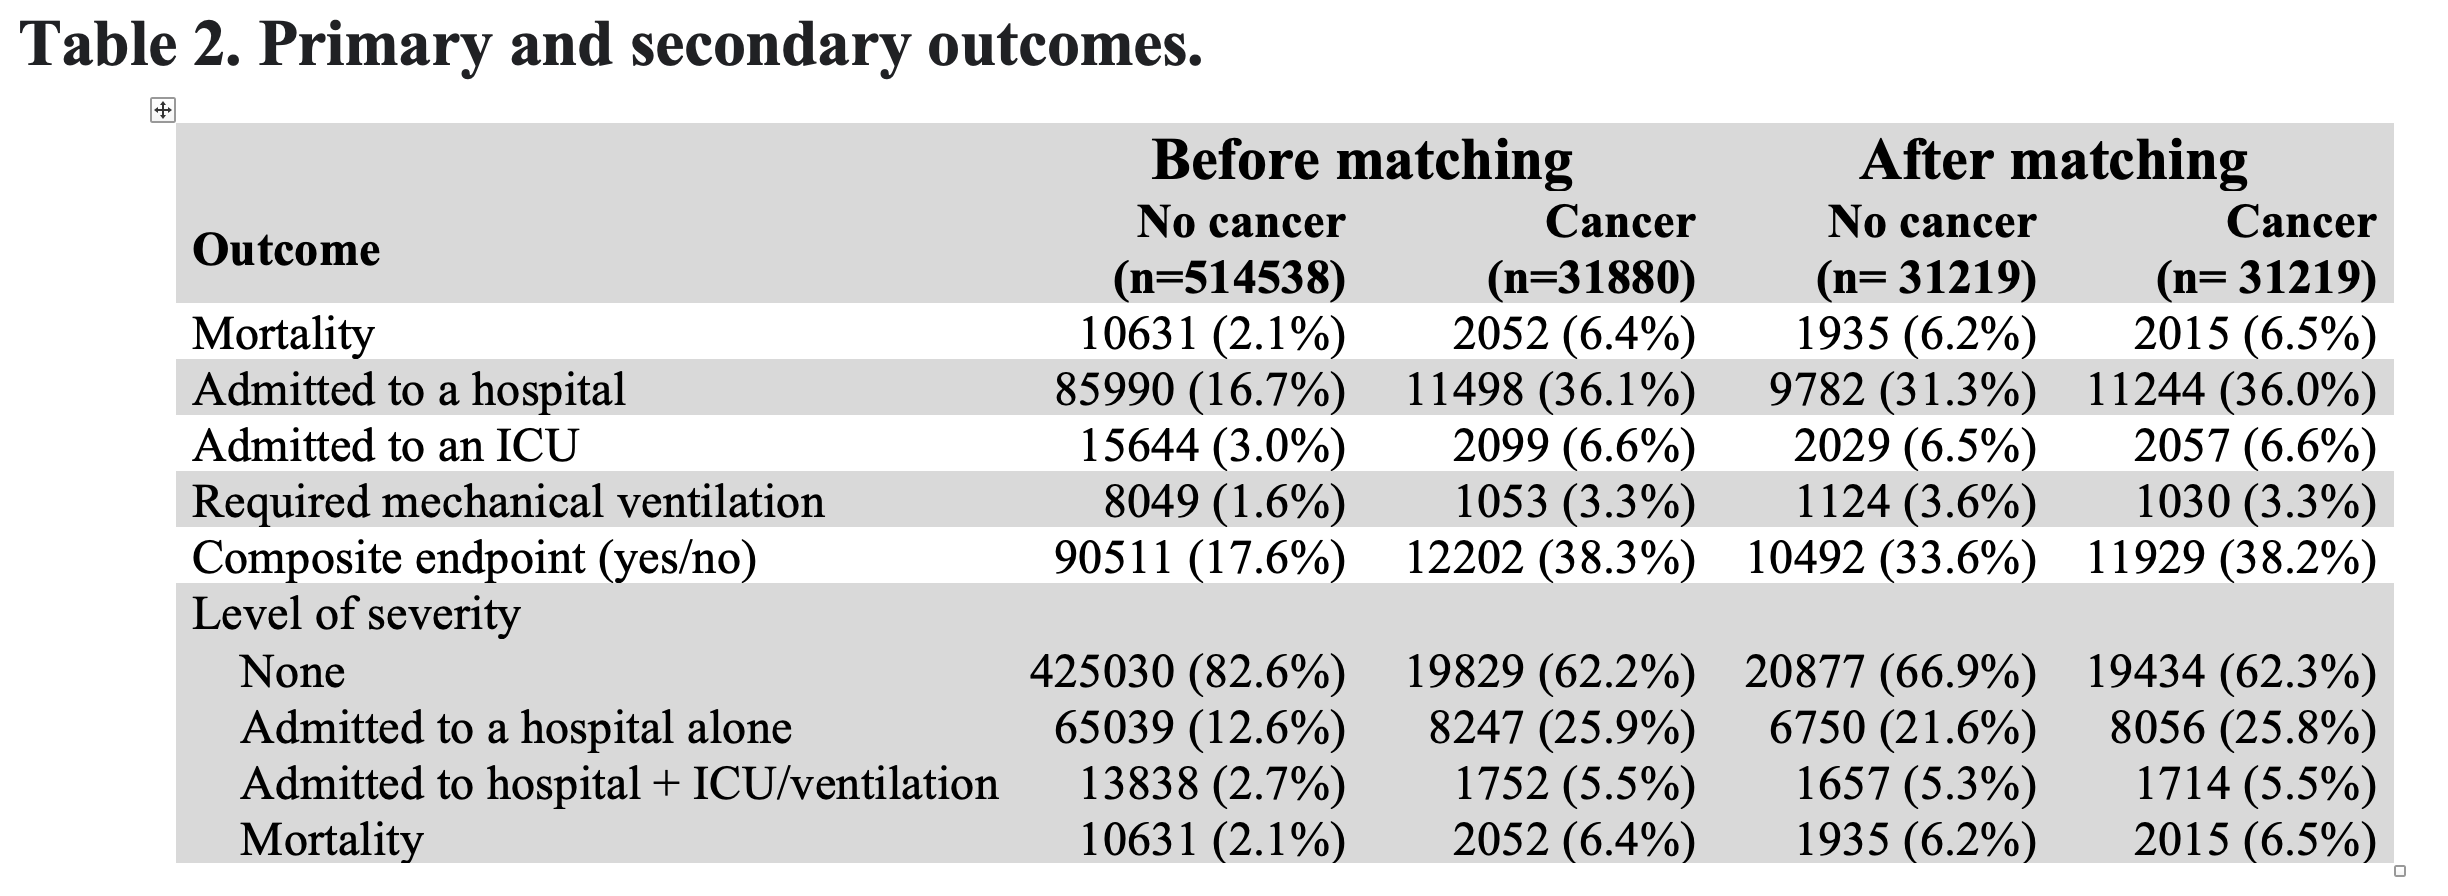 Table 2. Primary and secondary outcomes.
Before matching After matching
Outcome No cancer (n=514538) Cancer (n=31880) No cancer (n= 31219) Cancer (n= 31219)
Mortality 10631 (2.1%) 2052 (6.4%) 1935 (6.2%) 2015 (6.5%)
Admitted to a hospital 85990 (16.7%) 11498 (36.1%) 9782 (31.3%) 11244 (36.0%)
Admitted to an ICU 15644 (3.0%) 2099 (6.6%) 2029 (6.5%) 2057 (6.6%)
Required mechanical ventilation 8049 (1.6%) 1053 (3.3%) 1124 (3.6%) 1030 (3.3%)
Composite endpoint (yes/no) 90511 (17.6%) 12202 (38.3%) 10492 (33.6%) 11929 (38.2%)
Level of severity
None 425030 (82.6%) 19829 (62.2%) 20877 (66.9%) 19434 (62.3%)
Admitted to a hospital alone 65039 (12.6%) 8247 (25.9%) 6750 (21.6%) 8056 (25.8%)
Admitted to hospital + ICU/ventilation 13838 (2.7%) 1752 (5.5%) 1657 (5.3%) 1714 (5.5%)
Mortality 10631 (2.1%) 2052 (6.4%) 1935 (6.2%) 2015 (6.5%)